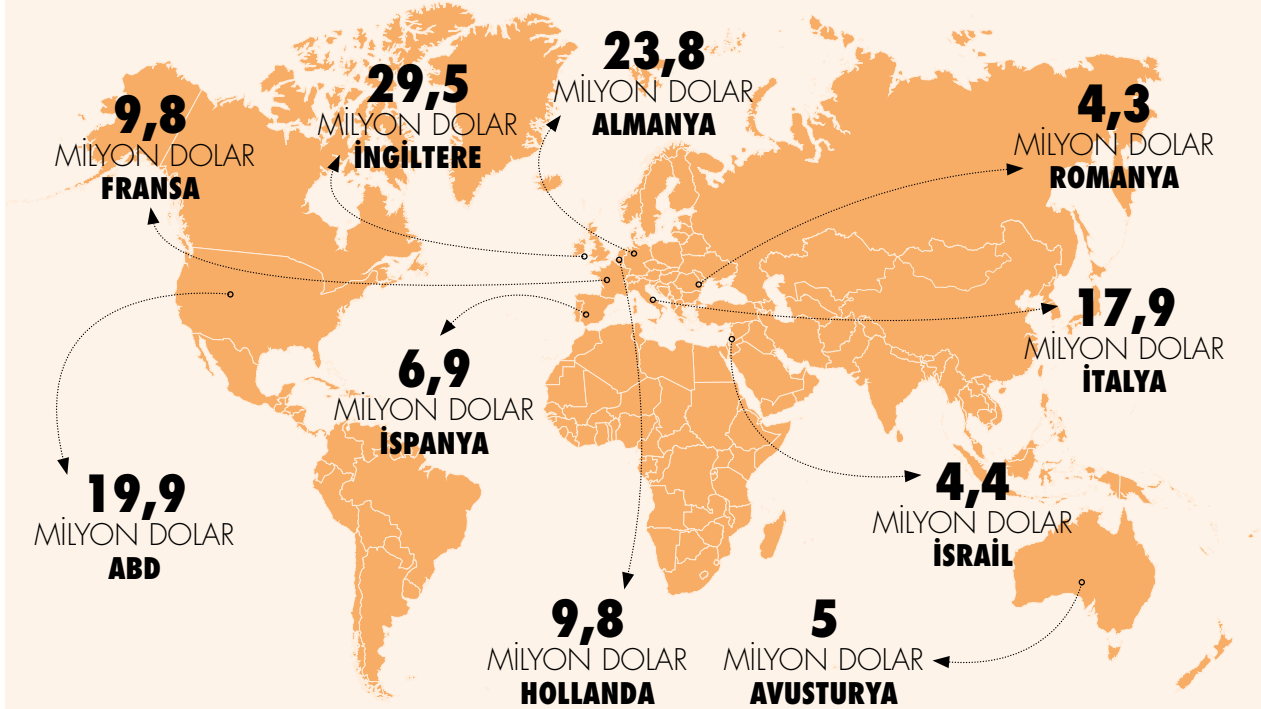 23,8
MİLYON DOLAR
ALMANYA
29,5
MİLYON DOLAR
İNGİLTERE
9,8
MİLYON DOLAR
FRANSA
4,3
MİLYON DOLAR
ROMANYA
17,9
MİLYON DOLAR
İTALYA
6,9
MİLYON DOLAR
İSPANYA
19,9
MİLYON DOLAR
ABD
4,4
MİLYON DOLAR
İSRAİL
9,8
MİLYON DOLAR
HOLLANDA
5
MİLYON DOLAR
AVUSTURYA